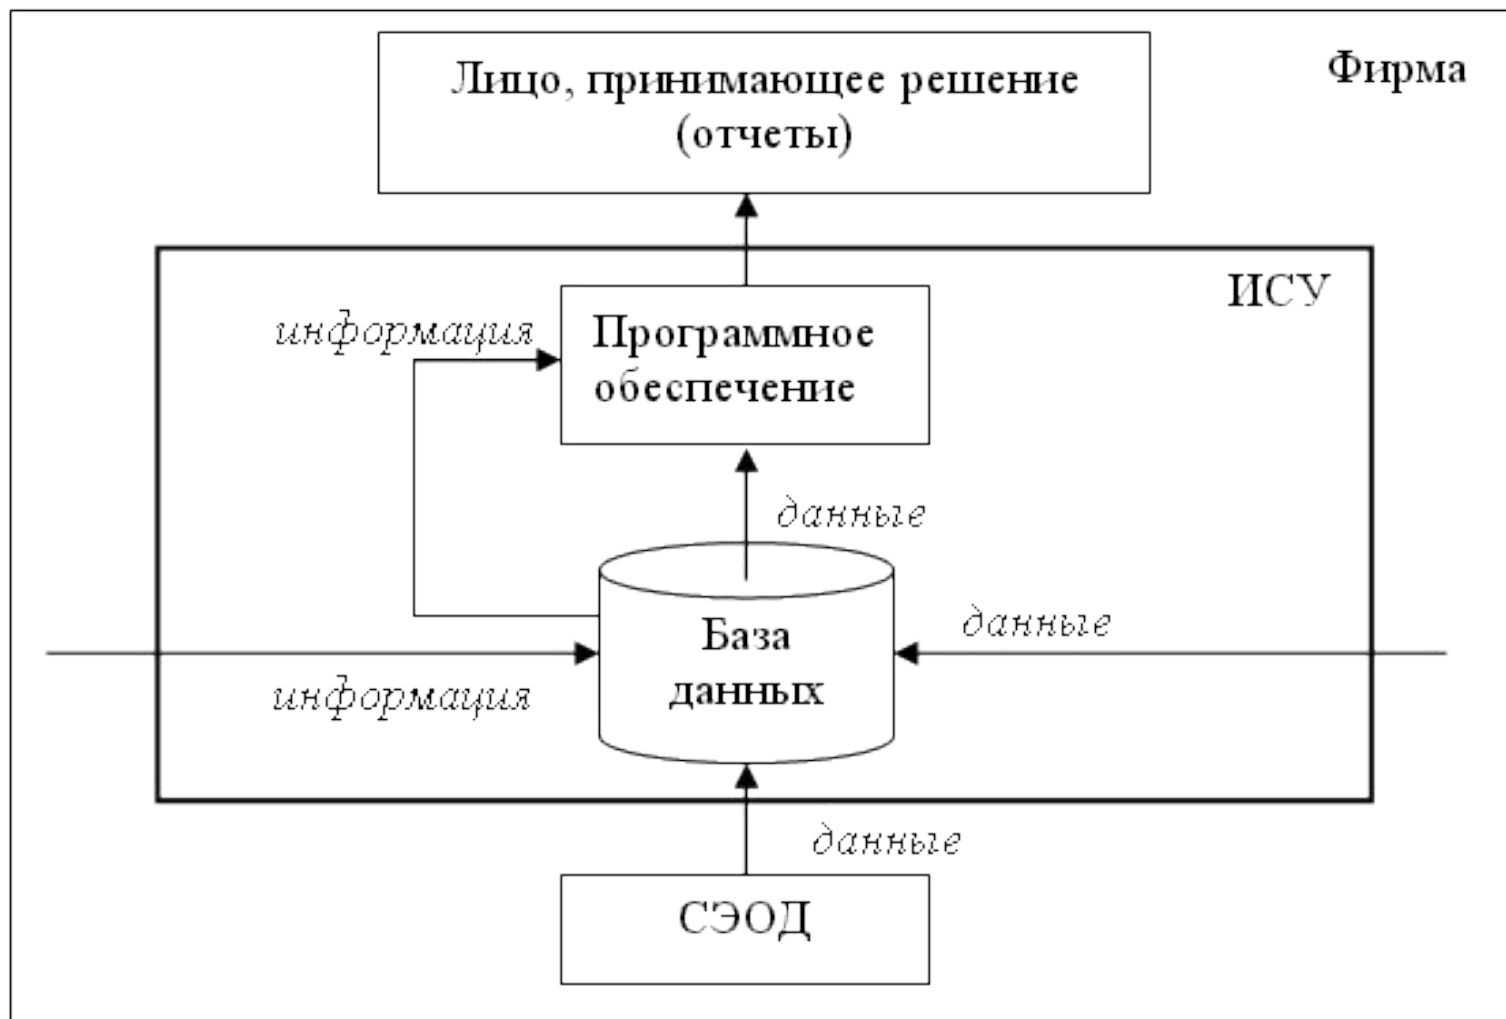 Фирма
Лицо, принимающее решение
(отчеты)
ИСУ
информация
Программное
обеспечение
данные
данные
База
данных
информация
данные
СЭОД